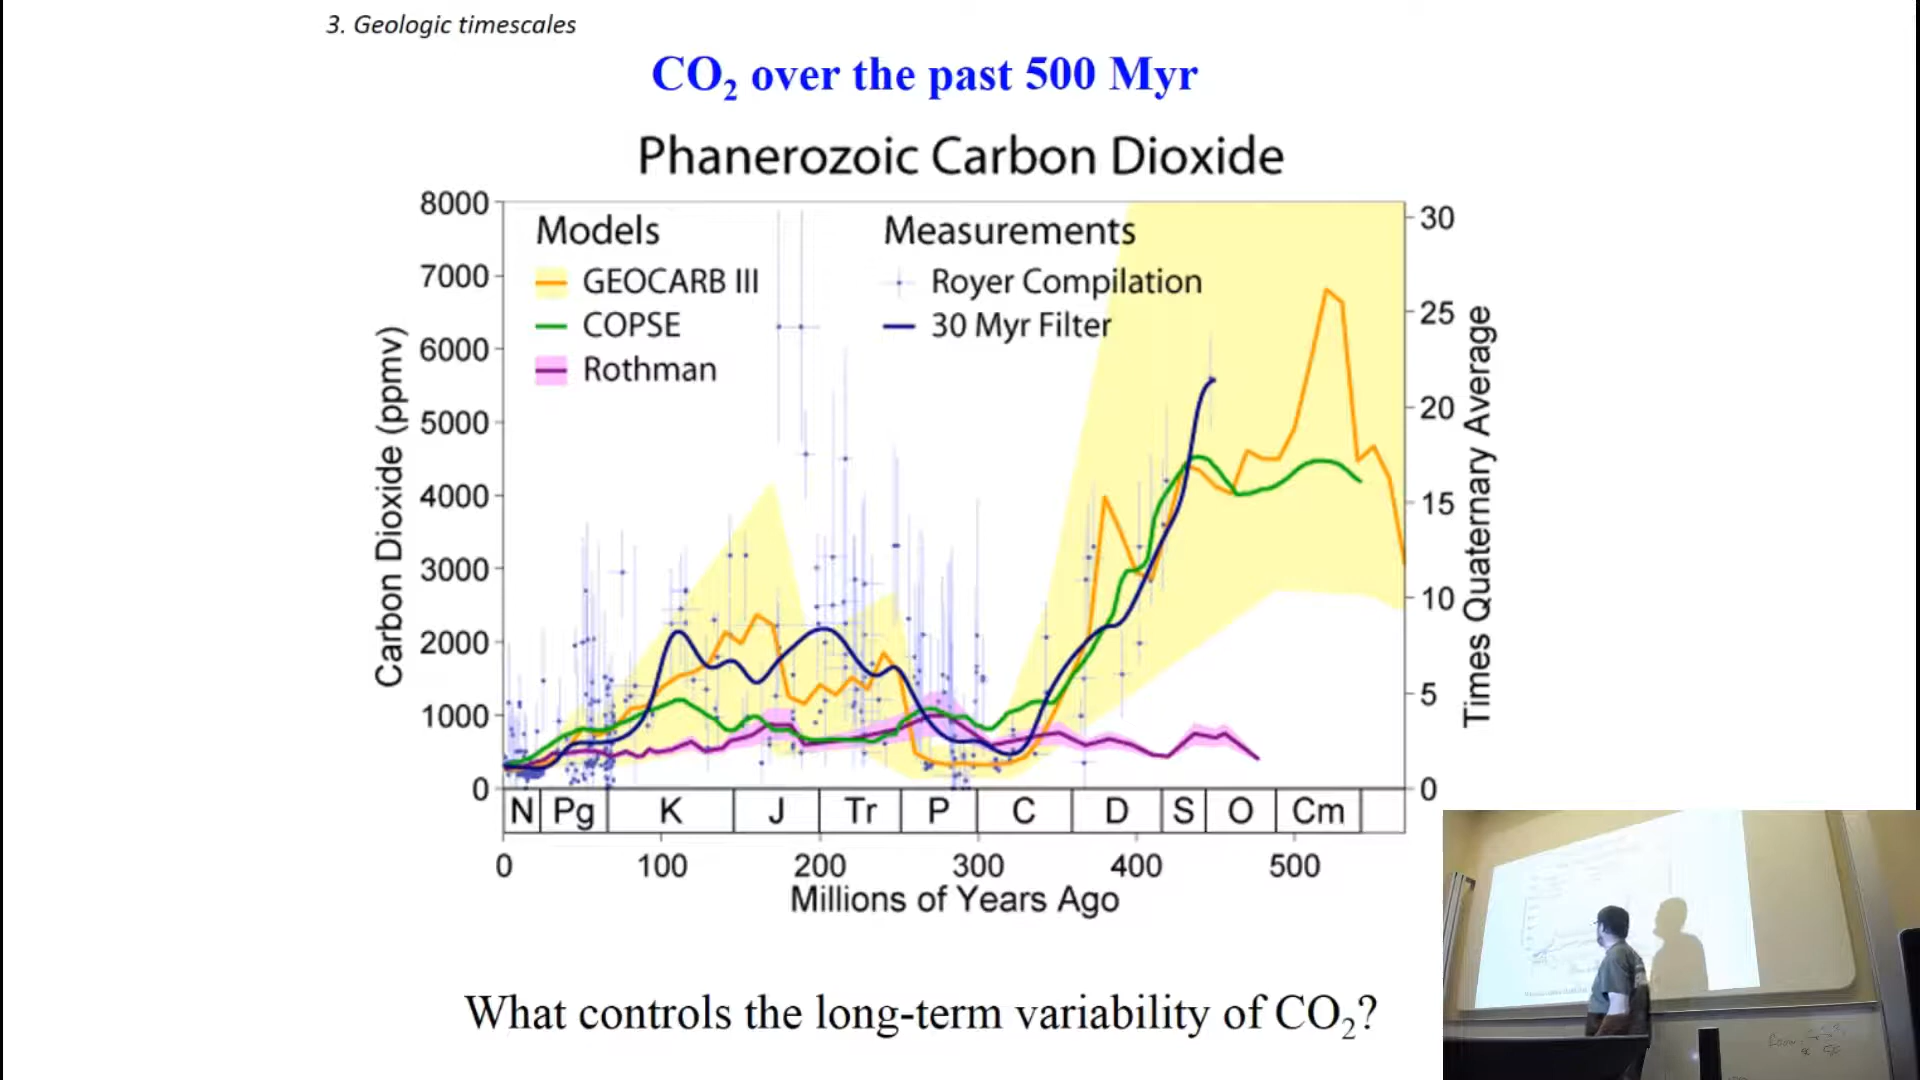 3. Geologic timescales
CO₂ over the past 500 Myr
Phanerozoic Carbon Dioxide
Models
GEOCARB III
COPSE
Rothman
Measurements
Royer Compilation
30 Myr Filter
Carbon Dioxide (ppmv)
8000
7000
6000
5000
4000
3000
2000
1000
0
30
25
20
15
10
5
0
Times Quaternary Average
N Pg K J Tr P C D S O Cm
0 100 200 300 400 500
Millions of Years Ago
What controls the long-term variability of CO₂?